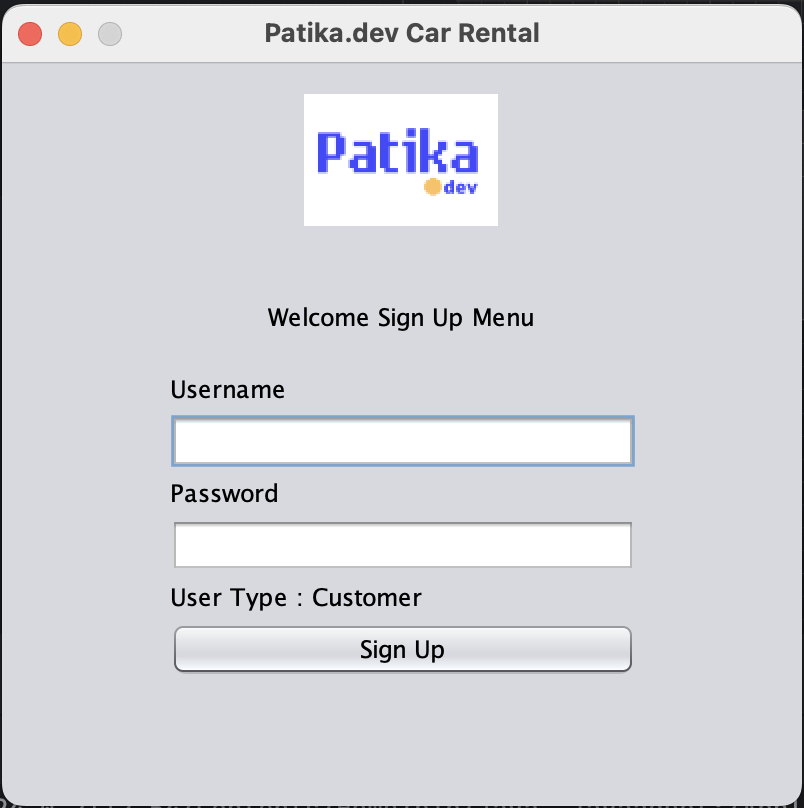 Patika.dev Car Rental
Patika
dev
Welcome Sign Up Menu
Username
Password
User Type : Customer
Sign Up